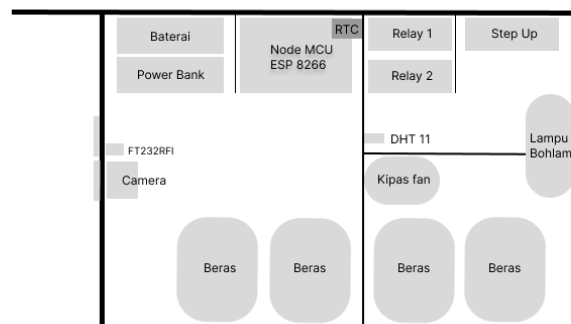 Baterai
Power Bank
Node MCU
ESP 8266
RTC
Relay 1
Relay 2
Step Up
FT232RFI
Camera
DHT 11
Kipas fan
Lampu
Bohlam
Beras
Beras
Beras
Beras